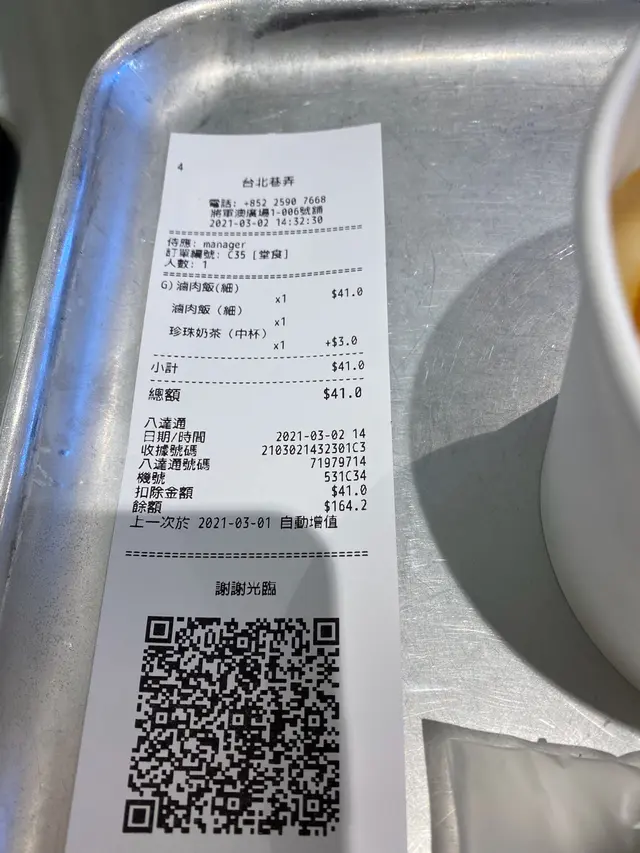 4
台北巷弄
電話: +852 2590 7668
將軍澳廣場1-006號舖
2021-03-02 14:32:30
侍應: manager
訂單編號: C35 [堂食]
人數: 1
G)滷肉飯(細) x1 $41.0
滷肉飯（細） x1
珍珠奶茶（中杯） x1 +$3.0
小計 $41.0
總額 $41.0
八達通
日期/時間 2021-03-02 14
收據號碼 2103021432301C3
八達通號碼 71979714
機號 531C34
扣除金額 $41.0
餘額 $164.2
上一次於 2021-03-01 自動增值
謝謝光臨